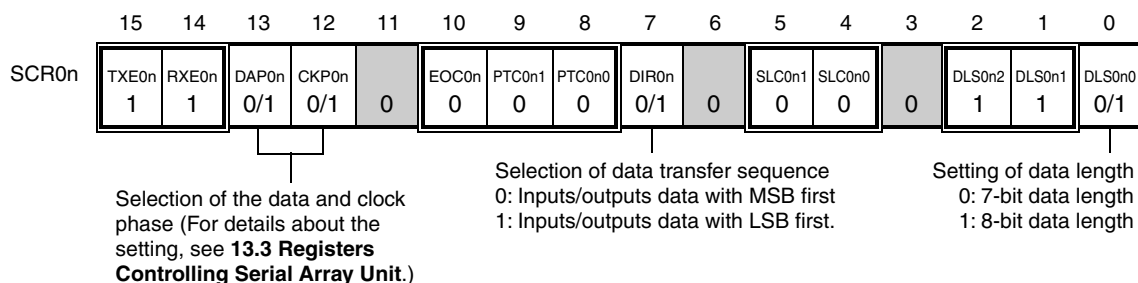 15 14 13 12 11 10 9 8 7 6 5 4 3 2 1 0
SCR0n TXE0n RXE0n DAP0n CKP0n EOC0n PTC0n1 PTC0n0 DIR0n SLC0n1 SLC0n0 DLS0n2 DLS0n1 DLS0n0
1 1 0/1 0/1 0 0 0 0 0/1 0 0 0 0 1 1 0/1
Selection of the data and clock
phase (For details about the
setting, see 13.3 Registers
Controlling Serial Array Unit.)
Selection of data transfer sequence
0: Inputs/outputs data with MSB first
1: Inputs/outputs data with LSB first.
Setting of data length
0: 7-bit data length
1: 8-bit data length